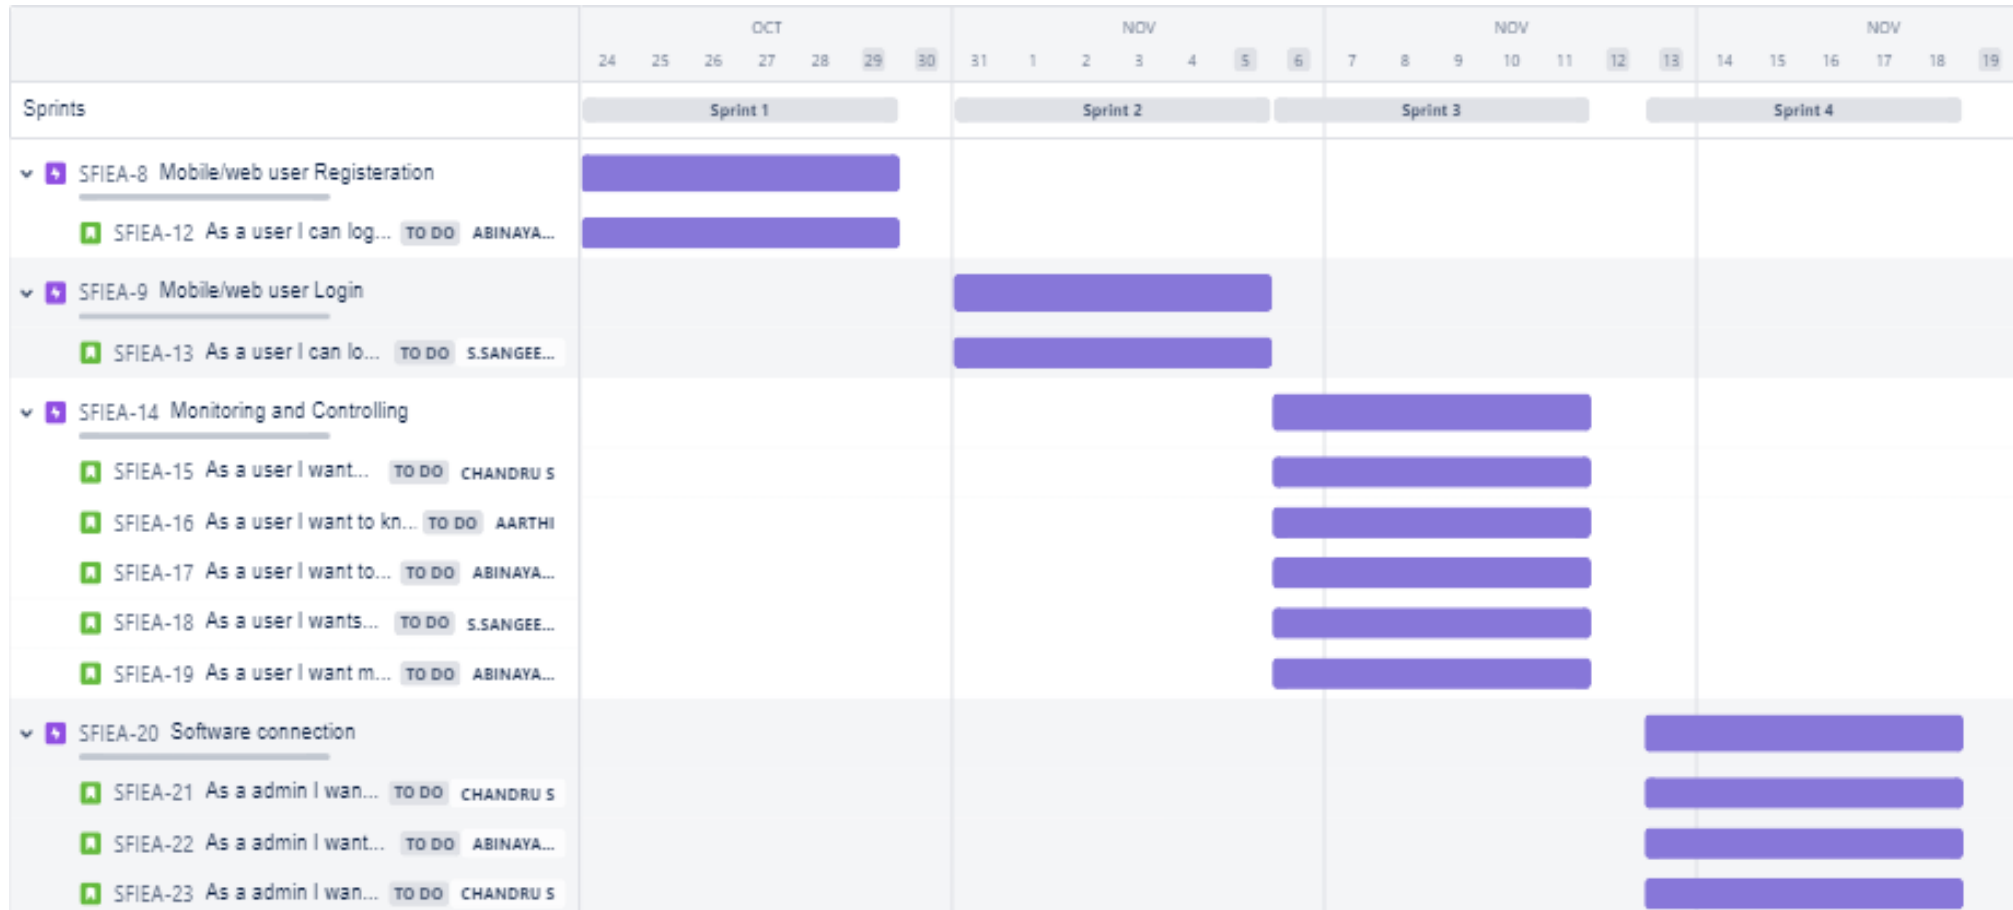 OCT NOV NOV NOV
24 25 26 27 28 29 30 31 1 2 3 4 5 6 7 8 9 10 11 12 13 14 15 16 17 18 19
Sprints Sprint 1 Sprint 2 Sprint 3 Sprint 4
SFIEA-8 Mobile/web user Registeration
SFIEA-12 As a user I can log... TO DO ABINAYA...
SFIEA-9 Mobile/web user Login
SFIEA-13 As a user I can lo... TO DO S.SANGEE...
SFIEA-14 Monitoring and Controlling
SFIEA-15 As a user I want... TO DO CHANDRU S
SFIEA-16 As a user I want to kn... TO DO AARTHI
SFIEA-17 As a user I want to... TO DO ABINAYA...
SFIEA-18 As a user I wants... TO DO S.SANGEE...
SFIEA-19 As a user I want m... TO DO ABINAYA...
SFIEA-20 Software connection
SFIEA-21 As a admin I wan... TO DO CHANDRU S
SFIEA-22 As a admin I want... TO DO ABINAYA...
SFIEA-23 As a admin I wan... TO DO CHANDRU S